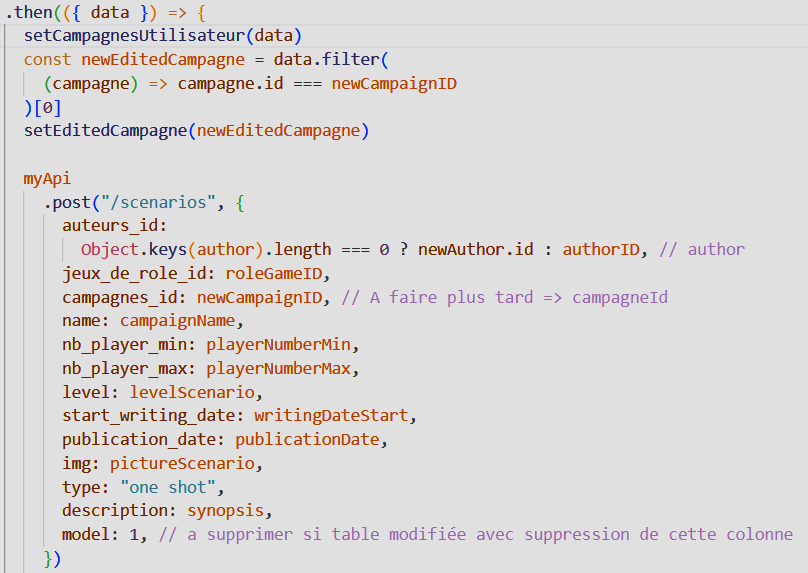 .then(({ data }) => {
setCampagnesUtilisateur(data)
const newEditedCampagne = data.filter(
(campagne) => campagne.id === newCampaignID
)[0]
setEditedCampagne(newEditedCampagne)
myApi
.post("/scenarios", {
auteurs_id:
Object.keys(author).length === 0 ? newAuthor.id : authorID, // author
jeux_de_role_id: roleGameID,
campagnes_id: newCampaignID, // A faire plus tard => campagneId
name: campaignName,
nb_player_min: playerNumberMin,
nb_player_max: playerNumberMax,
level: levelScenario,
start_writing_date: writingDateStart,
publication_date: publicationDate,
img: pictureScenario,
type: "one shot",
description: synopsis,
model: 1, // a supprimer si table modifiée avec suppression de cette colonne
})